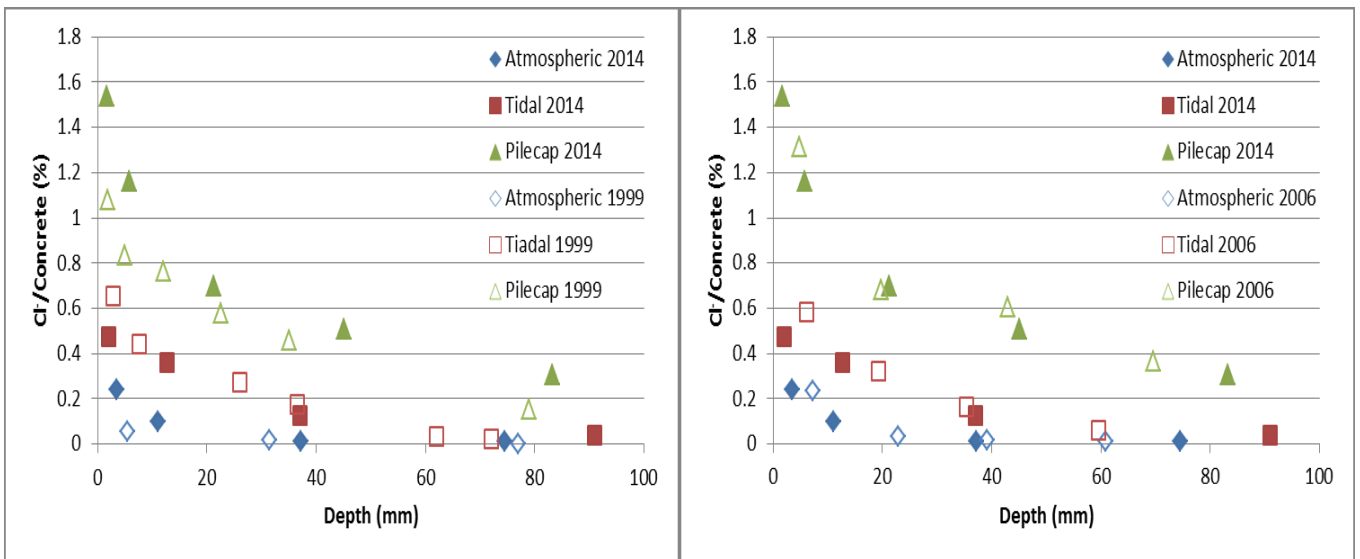 1.8
1.6
1.4
1.2
1
0.8
0.6
0.4
0.2
0
Cl⁻/Concrete (%)
0 20 40 60 80 100
Depth (mm)
Atmospheric 2014
Tidal 2014
Pilecap 2014
Atmospheric 1999
Tiadal 1999
Pilecap 1999
1.8
1.6
1.4
1.2
1
0.8
0.6
0.4
0.2
0
Cl⁻/Concrete (%)
0 20 40 60 80 100
Depth (mm)
Atmospheric 2014
Tidal 2014
Pilecap 2014
Atmospheric 2006
Tidal 2006
Pilecap 2006